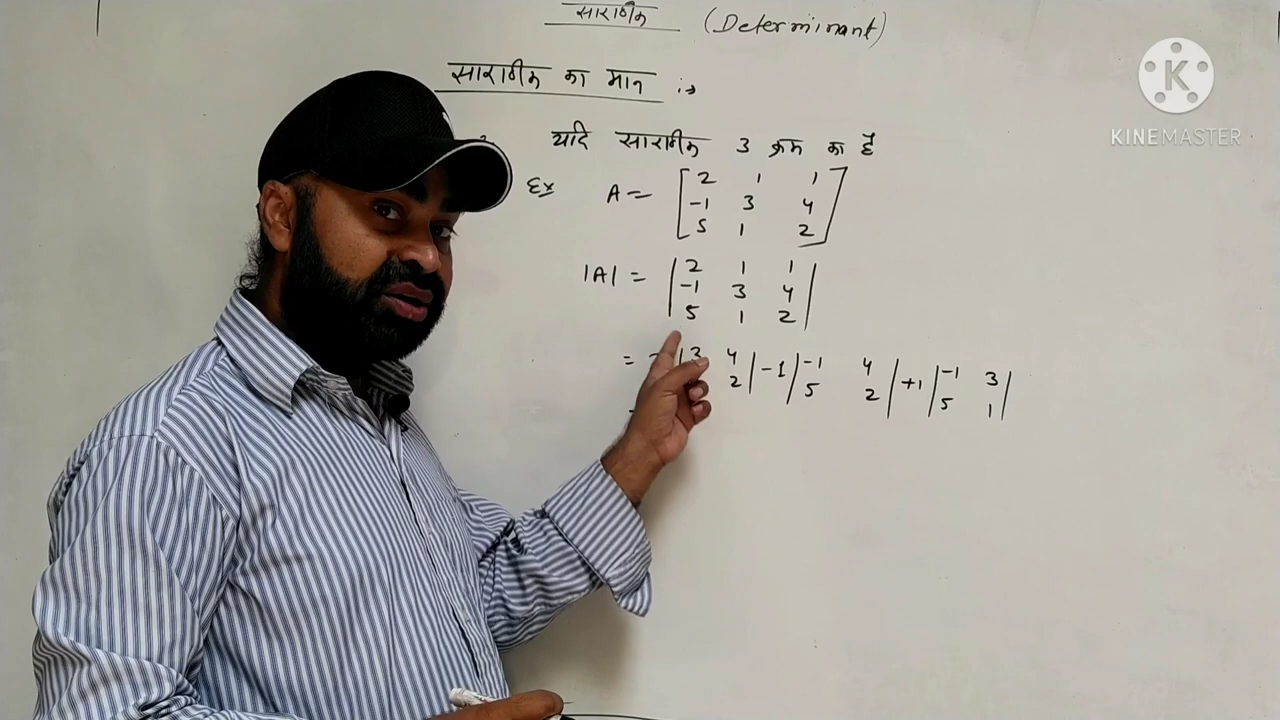 सारणीक (Determinant)
सारणीक का मान :→
यदि सारणीक 3 क्रम का है
Ex A = [2 1 1
-1 3 4
5 1 2]
|A| = |2 1 1
-1 3 4
5 1 2|
= |3 4 2| -1 |-1 4 5 2| +1 |-1 3 5 1|
K
KINEMASTER